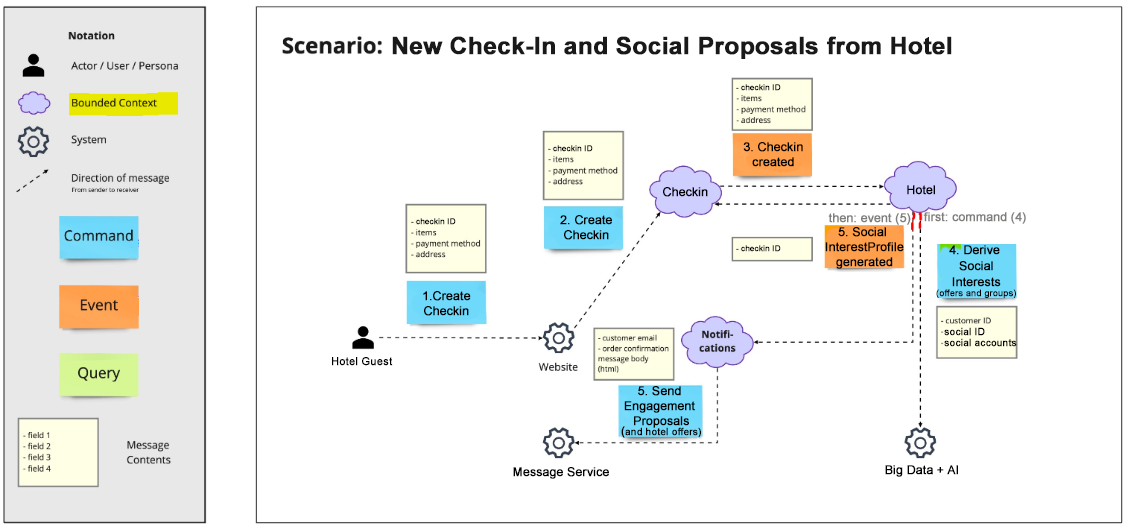 Notation
Actor / User / Persona
Bounded Context
System
Direction of message
From sander to receiver
Command
Event
Query
- field 1
- field 2
- field 3
- field 4
Message
Contents
Scenario: New Check-In and Social Proposals from Hotel
- checkin ID
- items
- payment method
- address
3. Checkin
created
- checkin ID
- items
- payment method
- address
2. Create
Checkin
Checkin
Hotel
then: event (5)
first: command (4)
- checkin ID
- items
- payment method
- address
1.Create
Checkin
- checkin ID
5. Social
InterestProfile
generated
4. Derive
Social
Interests
(offers and groups)
- customer ID
-social ID
-social accounts
Hotel Guest
Website
- customer email
- order confirmation
message body
(html)
Notifi-
cations
5. Send
Engagement
Proposals
(and hotel offers)
Message Service
Big Data + AI